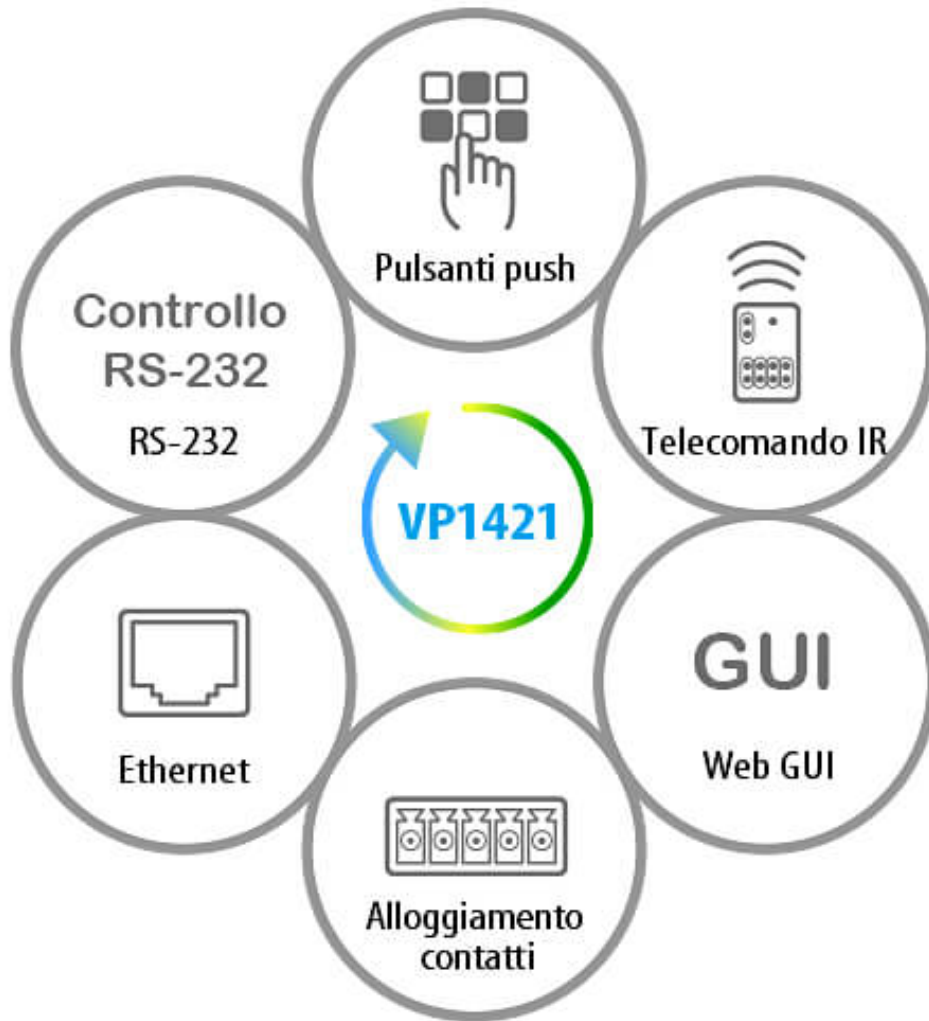 Pulsanti push
Controllo
RS-232
RS-232
Telecomando IR
VP1421
Ethernet
GUI
Web GUI
Alloggiamento
contatti